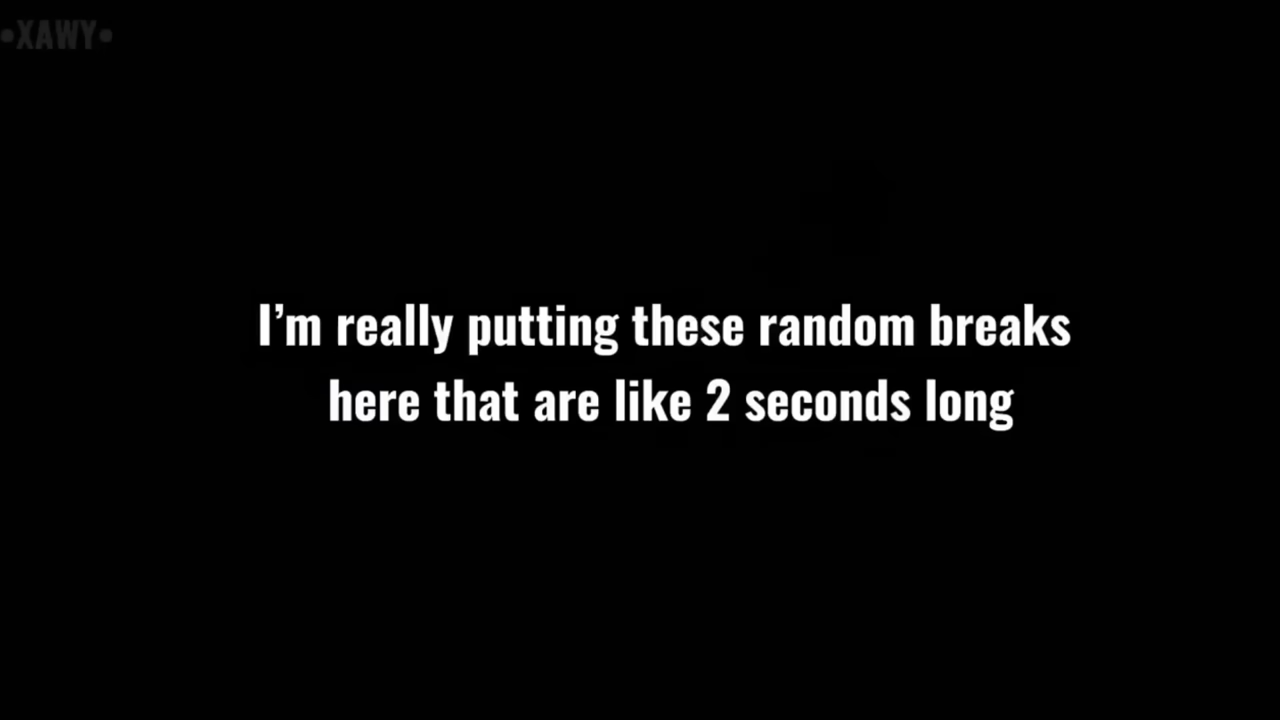 •XAWY•
I’m really putting these random breaks
here that are like 2 seconds long